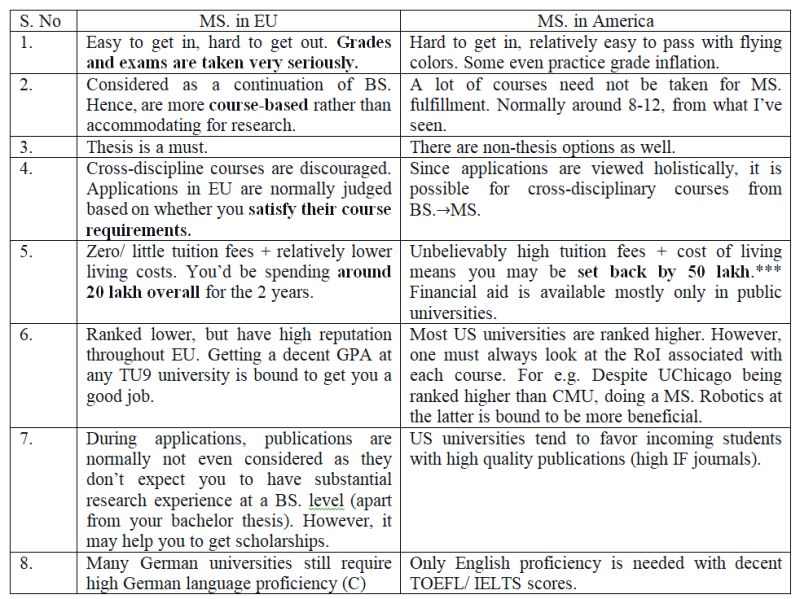 S. No
MS. in EU
MS. in America
1.
Easy to get in, hard to get out. Grades
and exams are taken very seriously.
Hard to get in, relatively easy to pass with flying
colors. Some even practice grade inflation.
2.
Considered as a continuation of BS.
Hence, are more course-based rather than
accommodating for research.
A lot of courses need not be taken for MS.
fulfillment. Normally around 8-12, from what I've
seen.
3.
Thesis is a must.
There are non-thesis options as well.
4.
Cross-discipline courses are discouraged.
Applications in EU are normally judged
based on whether you satisfy their course
requirements.
Since applications are viewed holistically, it is
possible for cross-disciplinary courses from
BS.→MS.
5.
Zero/ little tuition fees + relatively lower
living costs. You'd be spending around
20 lakh overall for the 2 years.
Unbelievably high tuition fees + cost of living
means you may be set back by 50 lakh.***
Financial aid is available mostly only in public
universities.
6.
Ranked lower, but have high reputation
throughout EU. Getting a decent GPA at
any TU9 university is bound to get you a
good job.
Most US universities are ranked higher. However,
one must always look at the RoI associated with
each course. For e.g. Despite UChicago being
ranked higher than CMU, doing a MS. Robotics at
the latter is bound to be more beneficial.
7.
During applications, publications are
normally not even considered as they
don't expect you to have substantial
research experience at a BS. level (apart
from your bachelor thesis). However, it
may help you to get scholarships.
US universities tend to favor incoming students
with high quality publications (high IF journals).
8.
Many German universities still require
high German language proficiency (C)
Only English proficiency is needed with decent
TOEFL/ IELTS scores.